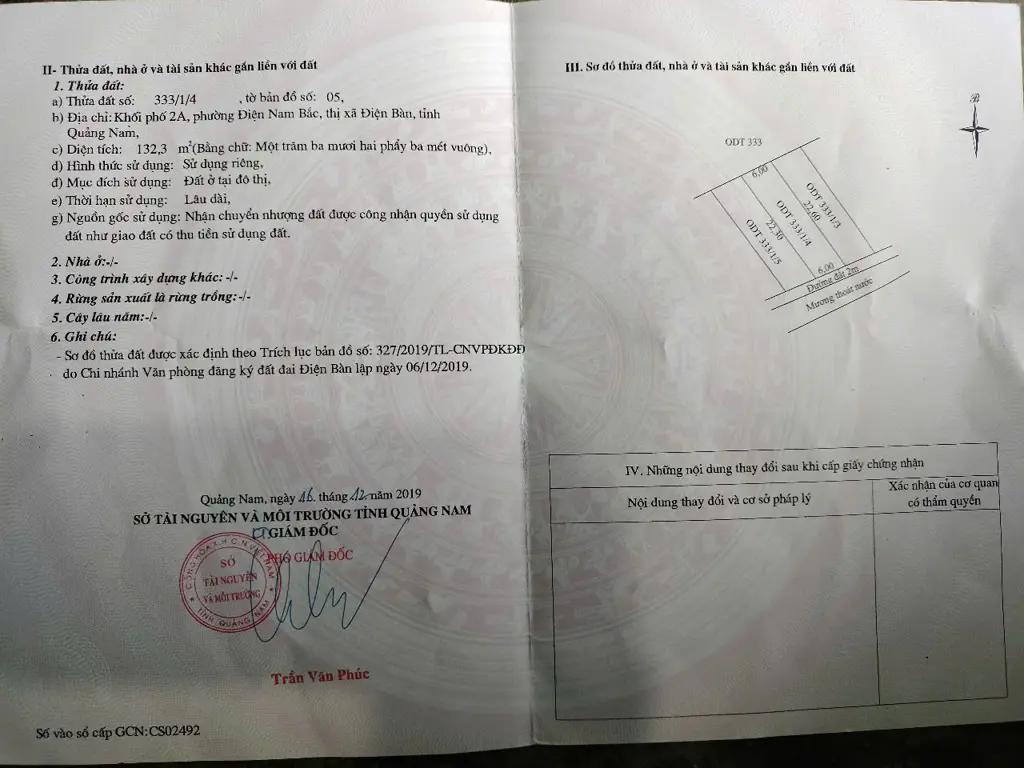 II- Thửa đất, nhà ở và tài sản khác gắn liền với đất
1. Thửa đất:
a) Thửa đất số: 333/1/4 , tờ bản đồ số: 05,
b) Địa chỉ: Khối phố 2A, phường Điện Nam Bắc, thị xã Điện Bàn, tỉnh
Quảng Nam,
c) Diện tích: 132,3 m²(Bằng chữ: Một trăm ba mươi hai phẩy ba mét vuông),
d) Hình thức sử dụng: Sử dụng riêng,
đ) Mục đích sử dụng: Đất ở tại đô thị,
e) Thời hạn sử dụng: Lâu dài,
g) Nguồn gốc sử dụng: Nhận chuyển nhượng đất được công nhận quyền sử dụng
đất như giao đất có thu tiền sử dụng đất.
2. Nhà ở:-/-
3. Công trình xây dựng khác: -/-
4. Rừng sản xuất là rừng trồng:-/-
5. Cây lâu năm:-/-
6. Ghi chú:
- Sơ đồ thửa đất được xác định theo Trích lục bản đồ số: 327/2019/TL-CNVPĐKĐĐ
do Chi nhánh Văn phòng đăng ký đất đai Điện Bàn lập ngày 06/12/2019.
Quảng Nam, ngày 16 tháng 12 năm 2019
SỞ TÀI NGUYÊN VÀ MÔI TRƯỜNG TỈNH QUẢNG NAM
KT GIÁM ĐỐC
PHÓ GIÁM ĐỐC
CỘNG HÒA X.H.C.N VIỆT NAM
SỞ
TÀI NGUYÊN
VÀ MÔI TRƯỜNG
TỈNH QUẢNG NAM
Trần Văn Phúc
Số vào sổ cấp GCN: CS02492
III. Sơ đồ thửa đất, nhà ở và tài sản khác gắn liền với đất
B
ODT 333
6,00
ODT 333/1/3
22,60
ODT 333/1/4
22,30
ODT 333/1/5
6,00
Đường đất 2m
Mương thoát nước
IV. Những nội dung thay đổi sau khi cấp giấy chứng nhận
Nội dung thay đổi và cơ sở pháp lý
Xác nhận của cơ quan
có thẩm quyền